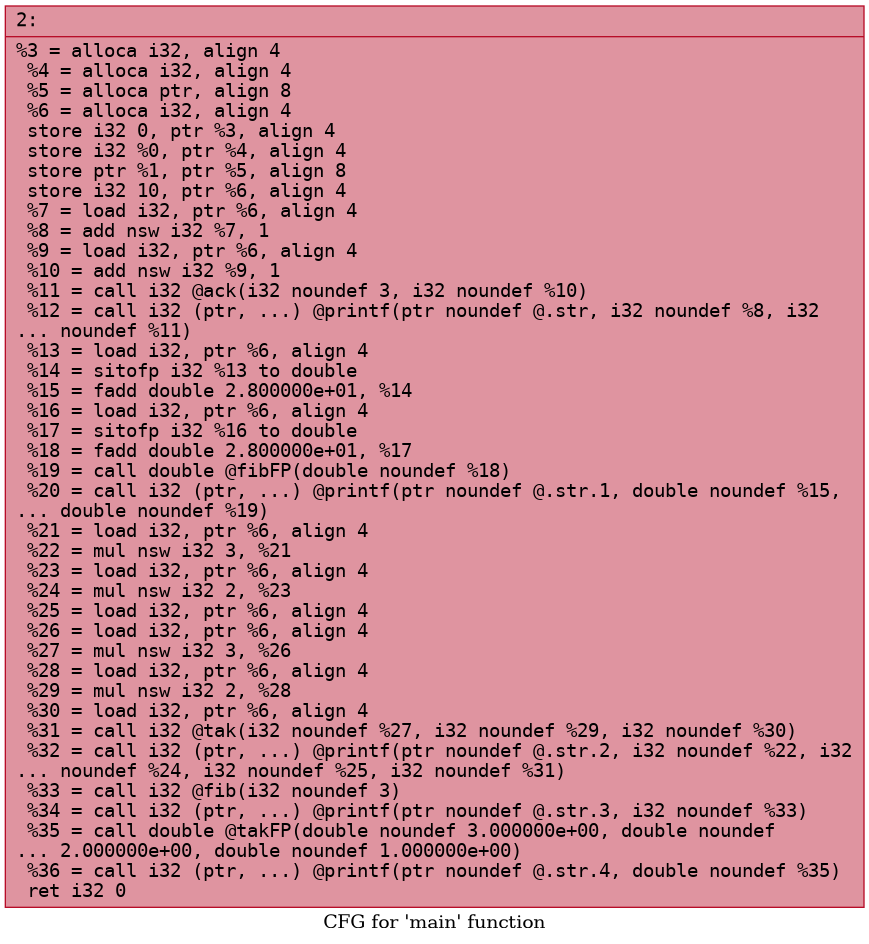 2:
%3 = alloca i32, align 4
%4 = alloca i32, align 4
%5 = alloca ptr, align 8
%6 = alloca i32, align 4
store i32 0, ptr %3, align 4
store i32 %0, ptr %4, align 4
store ptr %1, ptr %5, align 8
store i32 10, ptr %6, align 4
%7 = load i32, ptr %6, align 4
%8 = add nsw i32 %7, 1
%9 = load i32, ptr %6, align 4
%10 = add nsw i32 %9, 1
%11 = call i32 @ack(i32 noundef 3, i32 noundef %10)
%12 = call i32 (ptr, ...) @printf(ptr noundef @.str, i32 noundef %8, i32
... noundef %11)
%13 = load i32, ptr %6, align 4
%14 = sitofp i32 %13 to double
%15 = fadd double 2.800000e+01, %14
%16 = load i32, ptr %6, align 4
%17 = sitofp i32 %16 to double
%18 = fadd double 2.800000e+01, %17
%19 = call double @fibFP(double noundef %18)
%20 = call i32 (ptr, ...) @printf(ptr noundef @.str.1, double noundef %15,
... double noundef %19)
%21 = load i32, ptr %6, align 4
%22 = mul nsw i32 3, %21
%23 = load i32, ptr %6, align 4
%24 = mul nsw i32 2, %23
%25 = load i32, ptr %6, align 4
%26 = load i32, ptr %6, align 4
%27 = mul nsw i32 3, %26
%28 = load i32, ptr %6, align 4
%29 = mul nsw i32 2, %28
%30 = load i32, ptr %6, align 4
%31 = call i32 @tak(i32 noundef %27, i32 noundef %29, i32 noundef %30)
%32 = call i32 (ptr, ...) @printf(ptr noundef @.str.2, i32 noundef %22, i32
... noundef %24, i32 noundef %25, i32 noundef %31)
%33 = call i32 @fib(i32 noundef 3)
%34 = call i32 (ptr, ...) @printf(ptr noundef @.str.3, i32 noundef %33)
%35 = call double @takFP(double noundef 3.000000e+00, double noundef
... 2.000000e+00, double noundef 1.000000e+00)
%36 = call i32 (ptr, ...) @printf(ptr noundef @.str.4, double noundef %35)
ret i32 0
CFG for 'main' function